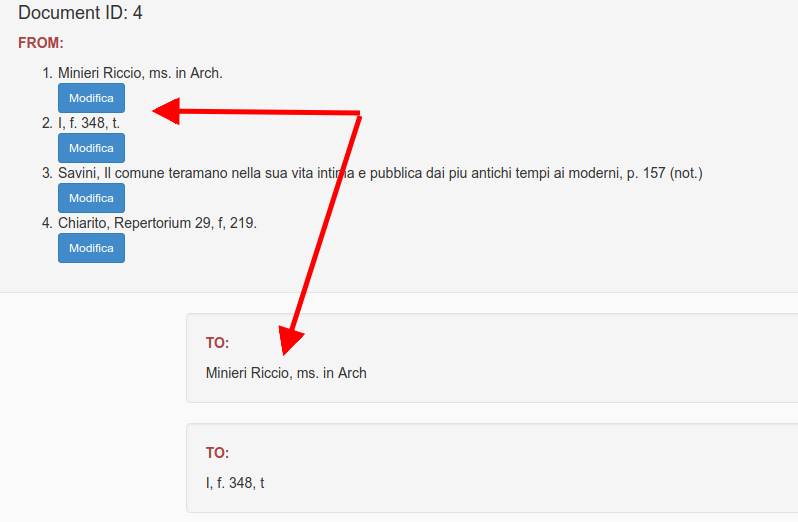 Document ID: 4
FROM:
1. Minieri Riccio, ms. in Arch.
Modifica
2. I, f. 348, t.
Modifica
3. Savini, Il comune teramano nella sua vita intima e pubblica dai piu antichi tempi ai moderni, p. 157 (not.)
Modifica
4. Chiarito, Repertorium 29, f, 219.
Modifica
TO:
Minieri Riccio, ms. in Arch
TO:
I, f. 348, t